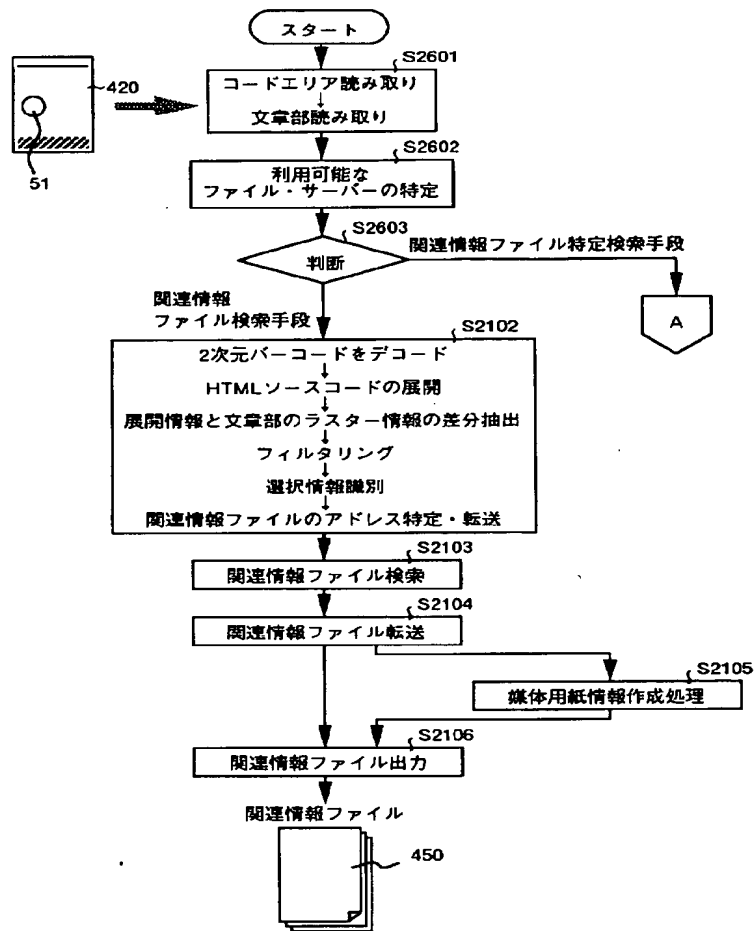 スタート
S2601
420
コードエリア読み取り
文章部読み取り
51
S2602
利用可能な
ファイル・サーバーの特定
S2603
関連情報ファイル特定検索手段
判断
A
関連情報
ファイル検索手段
S2102
2次元バーコードをデコード
HTMLソースコードの展開
展開情報と文章部のラスター情報の差分抽出
フィルタリング
選択情報識別
関連情報ファイルのアドレス特定・転送
S2103
関連情報ファイル検索
S2104
関連情報ファイル転送
S2105
媒体用紙情報作成処理
S2106
関連情報ファイル出力
関連情報ファイル
450